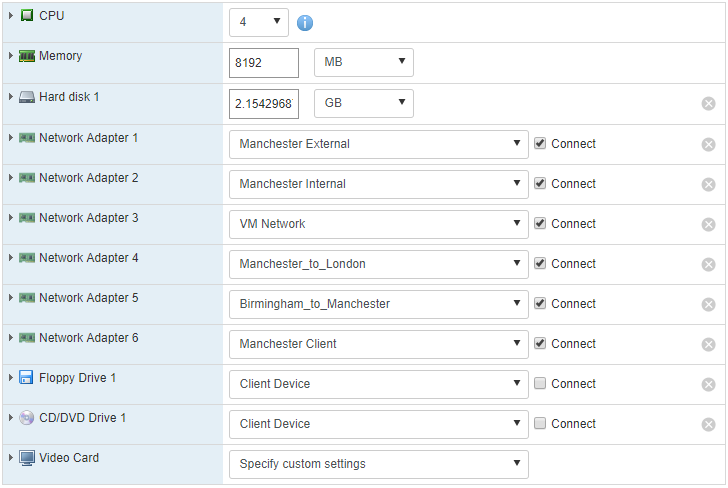 CPU 4 i
Memory 8192 MB
Hard disk 1 2.1542968 GB
Network Adapter 1 Manchester External Connect
Network Adapter 2 Manchester Internal Connect
Network Adapter 3 VM Network Connect
Network Adapter 4 Manchester_to_London Connect
Network Adapter 5 Birmingham_to_Manchester Connect
Network Adapter 6 Manchester Client Connect
Floppy Drive 1 Client Device Connect
CD/DVD Drive 1 Client Device Connect
Video Card Specify custom settings